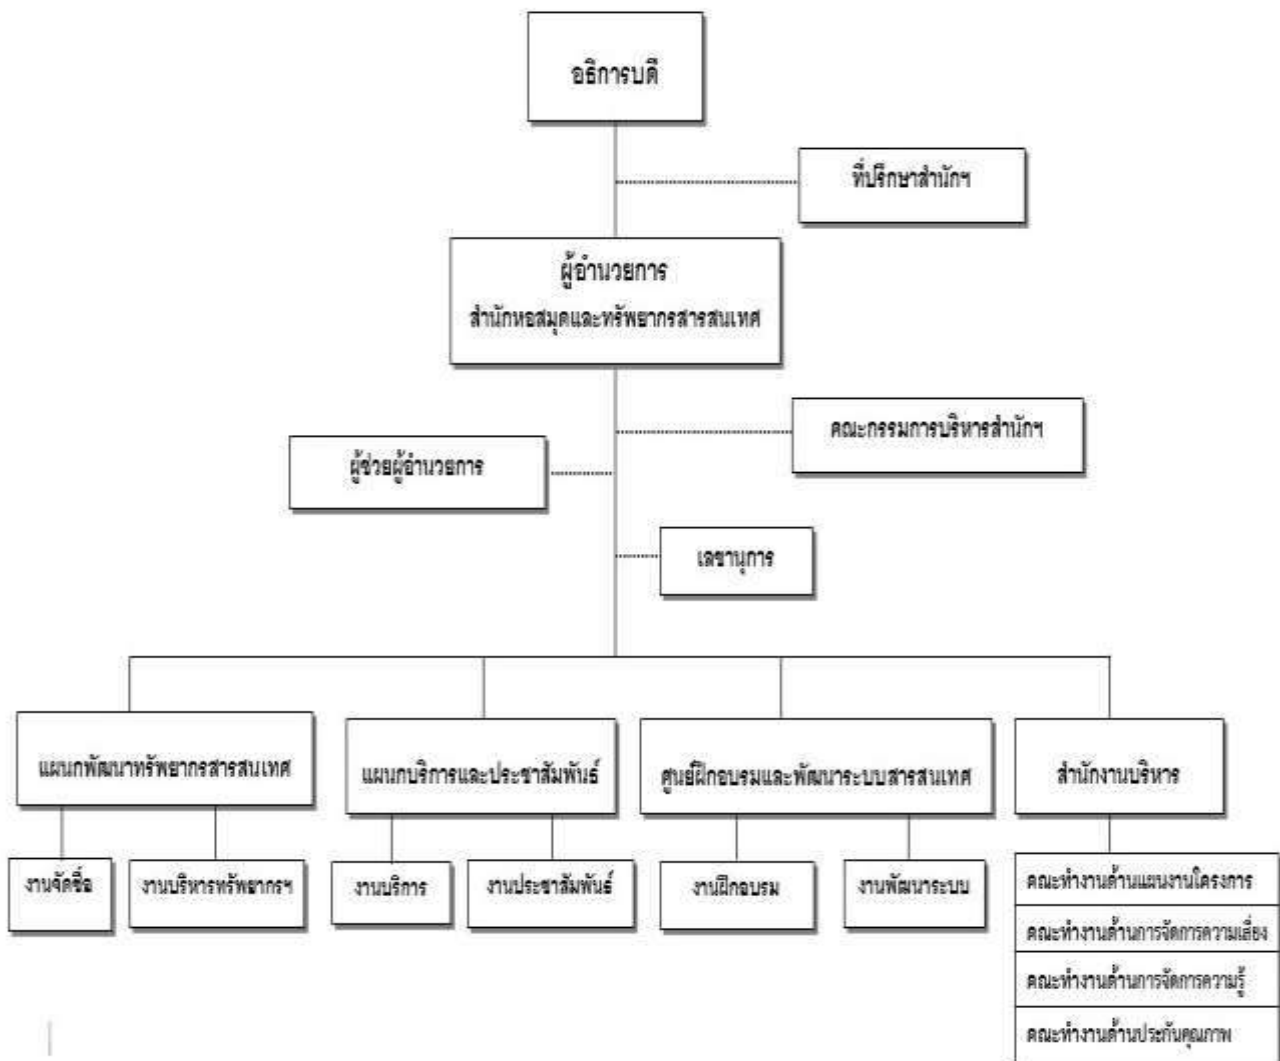 อธิการบดี
ที่ปรึกษาสำนักฯ
ผู้อำนวยการ
สำนักหอสมุดและทรัพยากรสารสนเทศ
คณะกรรมการบริหารสำนักฯ
ผู้ช่วยผู้อำนวยการ
เลขานุการ
แผนกพัฒนาทรัพยากรสารสนเทศ
แผนกบริการและประชาสัมพันธ์
ศูนย์ฝึกอบรมและพัฒนาระบบสารสนเทศ
สำนักงานบริหาร
งานจัดซื้อ
งานบริหารทรัพยากรฯ
งานบริการ
งานประชาสัมพันธ์
งานฝึกอบรม
งานพัฒนาระบบ
คณะทำงานด้านแผนงานโครงการ
คณะทำงานด้านการจัดการความเสี่ยง
คณะทำงานด้านการจัดการความรู้
คณะทำงานด้านประกันคุณภาพ